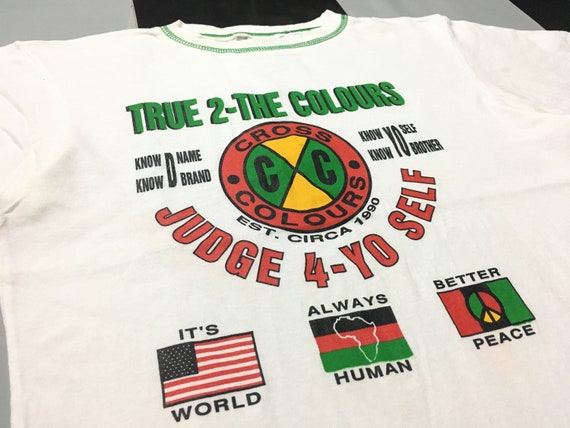 TRUE 2-THE COLOURS
KNOW D NAME
KNOW D BRAND
CROSS
C C
COLOURS
KNOW YO SELF
KNOW YO BROTHER
EST. CIRCA 1990
JUDGE 4-YO SELF
IT'S
WORLD
ALWAYS
HUMAN
BETTER
PEACE